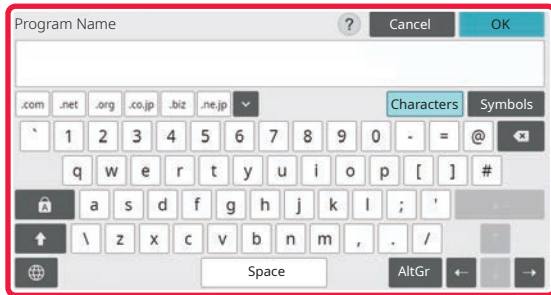 Program Name ? Cancel OK
.com .net .org .co.jp .biz .ne.jp Characters Symbols
` 1 2 3 4 5 6 7 8 9 0 - = @
q w e r t y u i o p [ ] #
A a s d f g h j k l ; '
\ z x c v b n m , . /
Space AltGr ← ↓ →